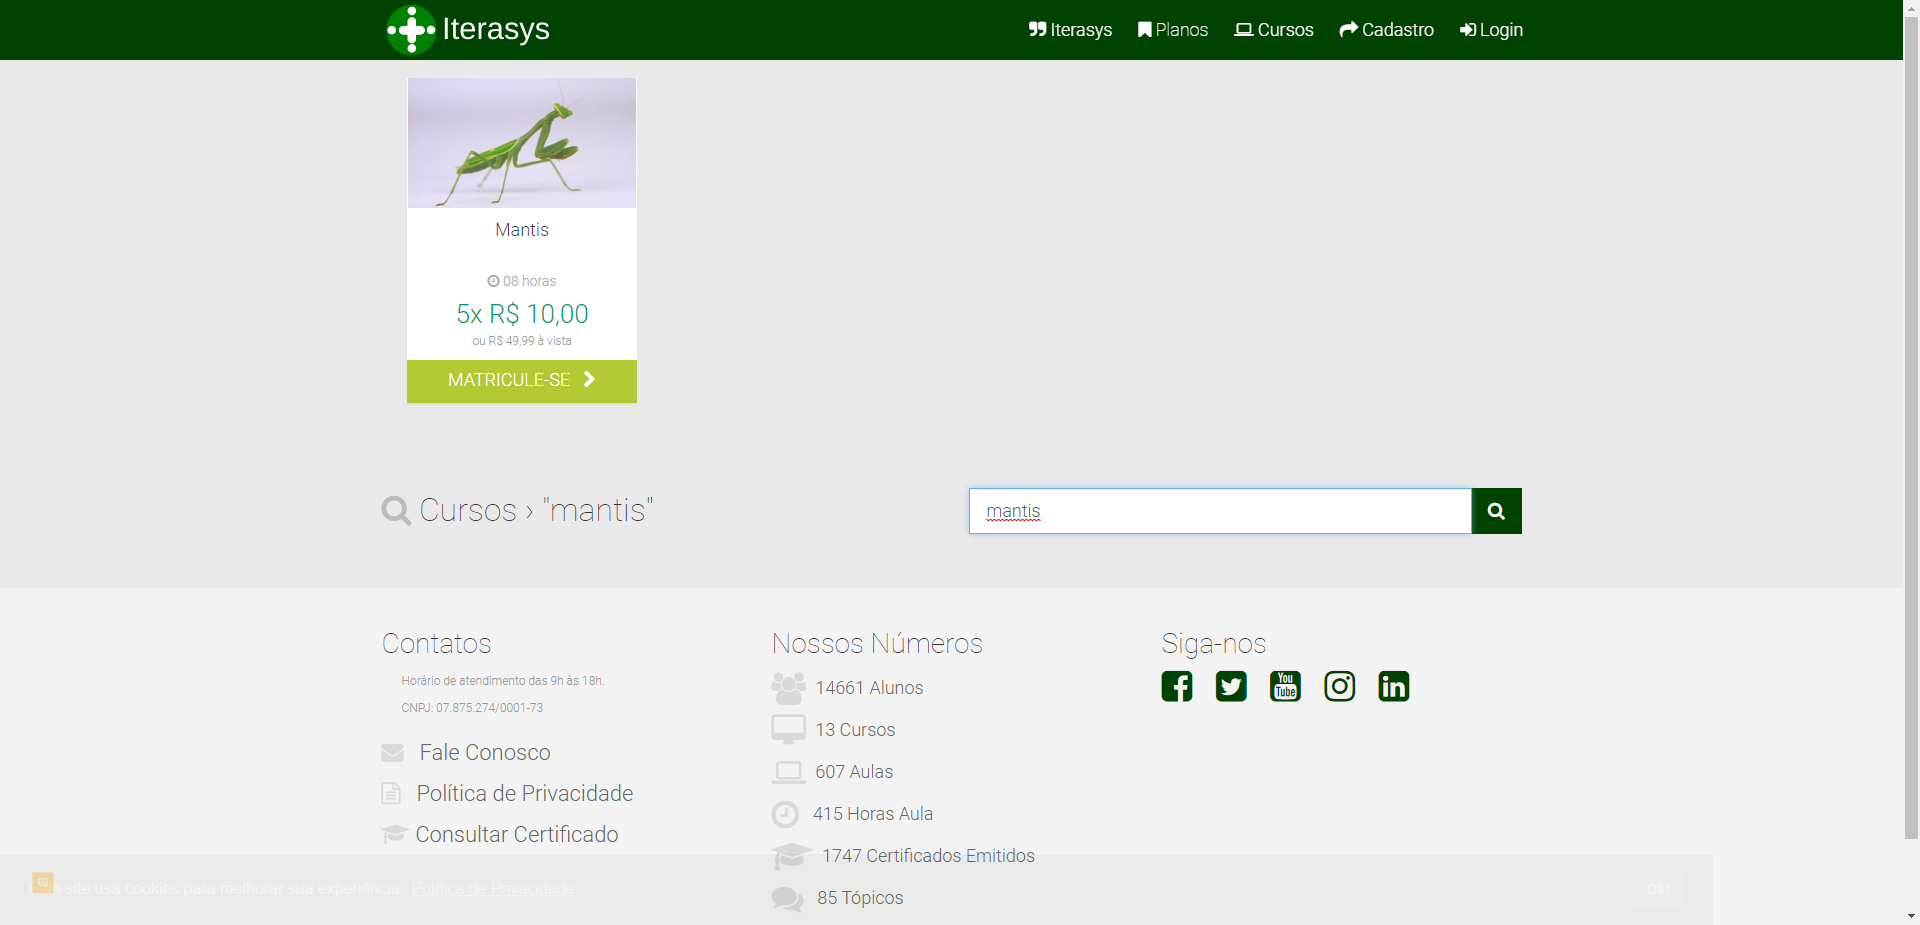 Iterasys
Iterasys Planos Cursos Cadastro Login
Mantis
08 horas
5x R$ 10,00
ou R$ 49,99 à vista
MATRICULE-SE
Cursos › "mantis"
mantis
Contatos
Horário de atendimento das 9h às 18h.
CNPJ: 07.875.274/0001-73
Fale Conosco
Política de Privacidade
Consultar Certificado
Nossos Números
14661 Alunos
13 Cursos
607 Aulas
415 Horas Aula
1747 Certificados Emitidos
85 Tópicos
Siga-nos
You
Tube
site usa cookies para melhorar sua experiência. Política de Privacidade
Ok!